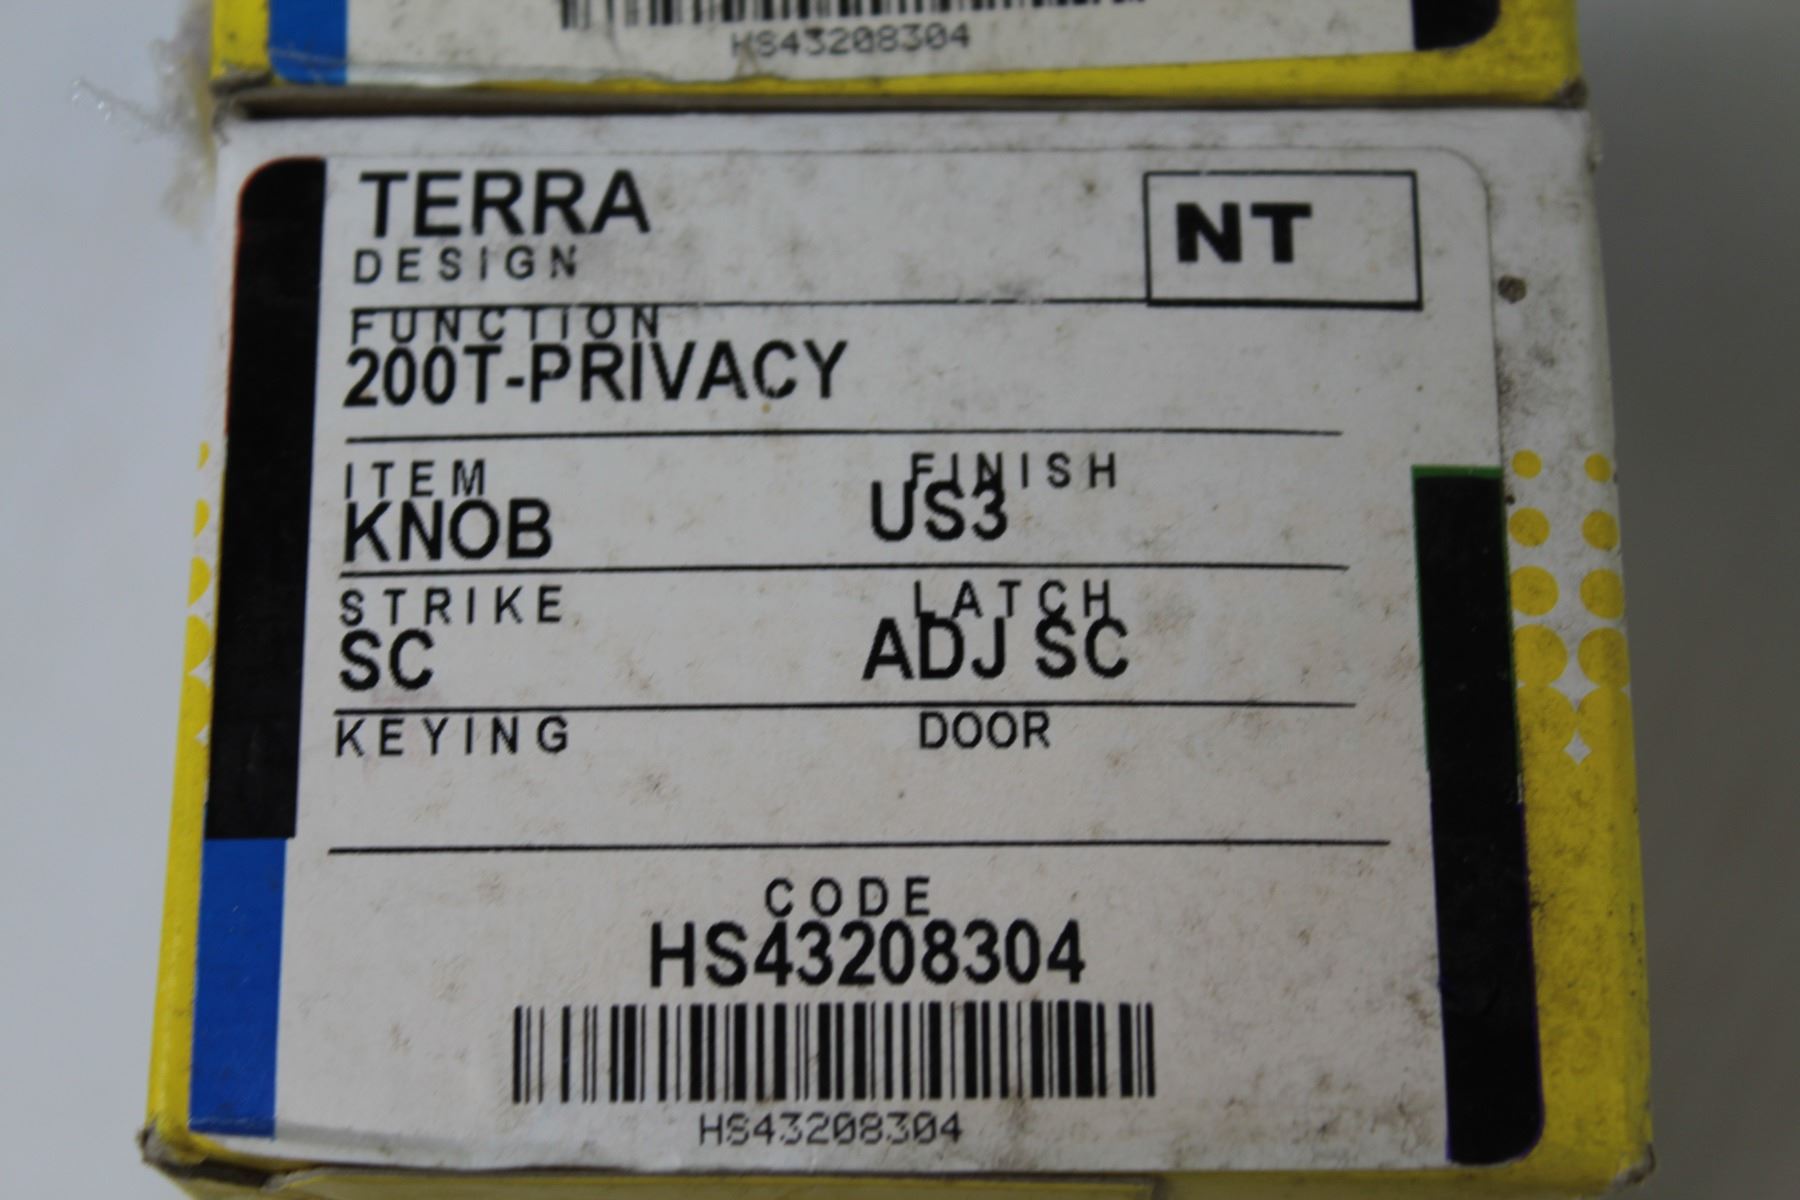 HS43208304
TERRA
NT
DESIGN
FUNCTION
200T-PRIVACY
ITEM FINISH
KNOB US3
STRIKE LATCH
SC ADJ SC
KEYING DOOR
CODE
HS43208304
HS43208304